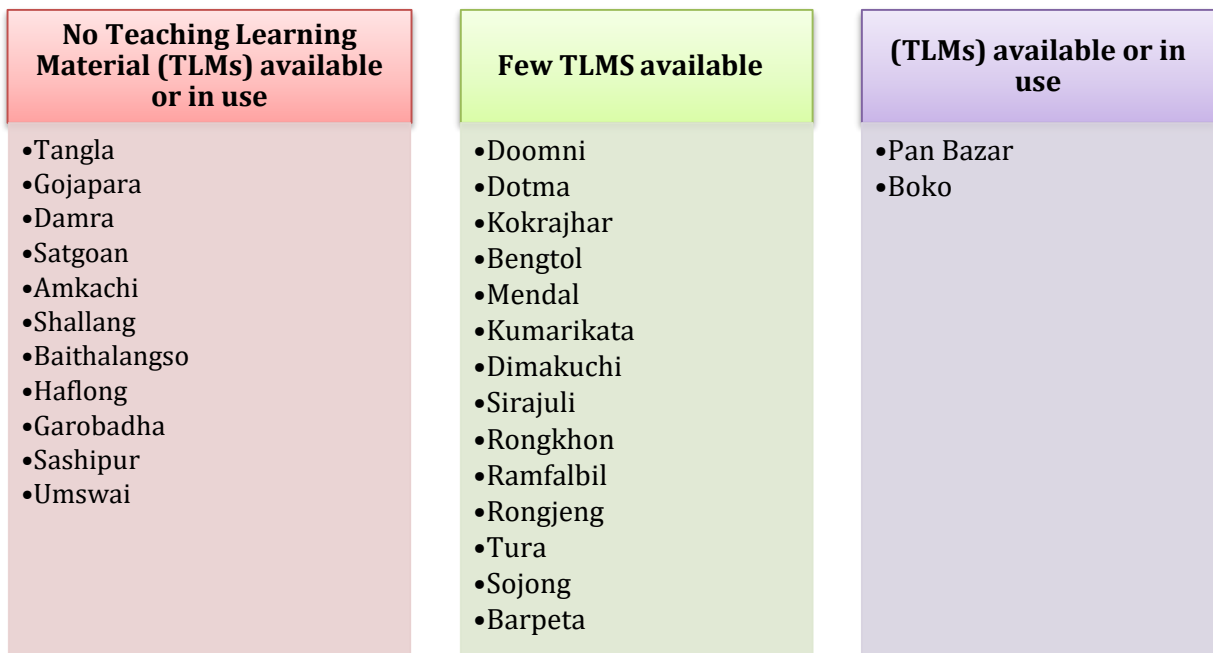 No Teaching Learning
Material (TLMs) available
or in use
•Tangla
•Gojapara
•Damra
•Satgoan
•Amkachi
•Shallang
•Baithalangso
•Haflong
•Garobadha
•Sashipur
•Umswai
Few TLMS available
•Doomni
•Dotma
•Kokrajhar
•Bengtol
•Mendal
•Kumarikata
•Dimakuchi
•Sirajuli
•Rongkhon
•Ramfalbil
•Rongjeng
•Tura
•Sojong
•Barpeta
(TLMs) available or in
use
•Pan Bazar
•Boko